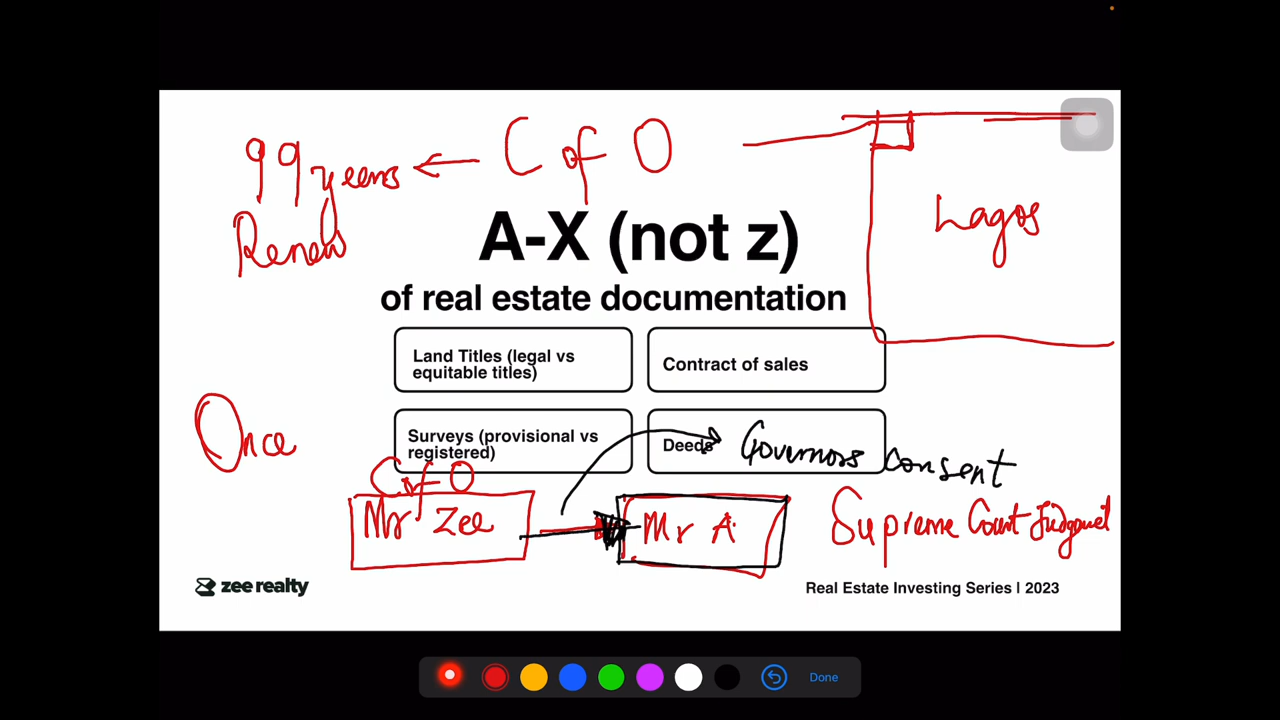 C of O
99 years
Renew
Lagos
A-X (not z)
of real estate documentation
Land Titles (legal vs
equitable titles)
Contract of sales
Once
Surveys (provisional vs
registered)
Deeds
Governors consent
C of O
Mr Zee
Mr A
Supreme Court Judgment
zee realty
Real Estate Investing Series | 2023
Done